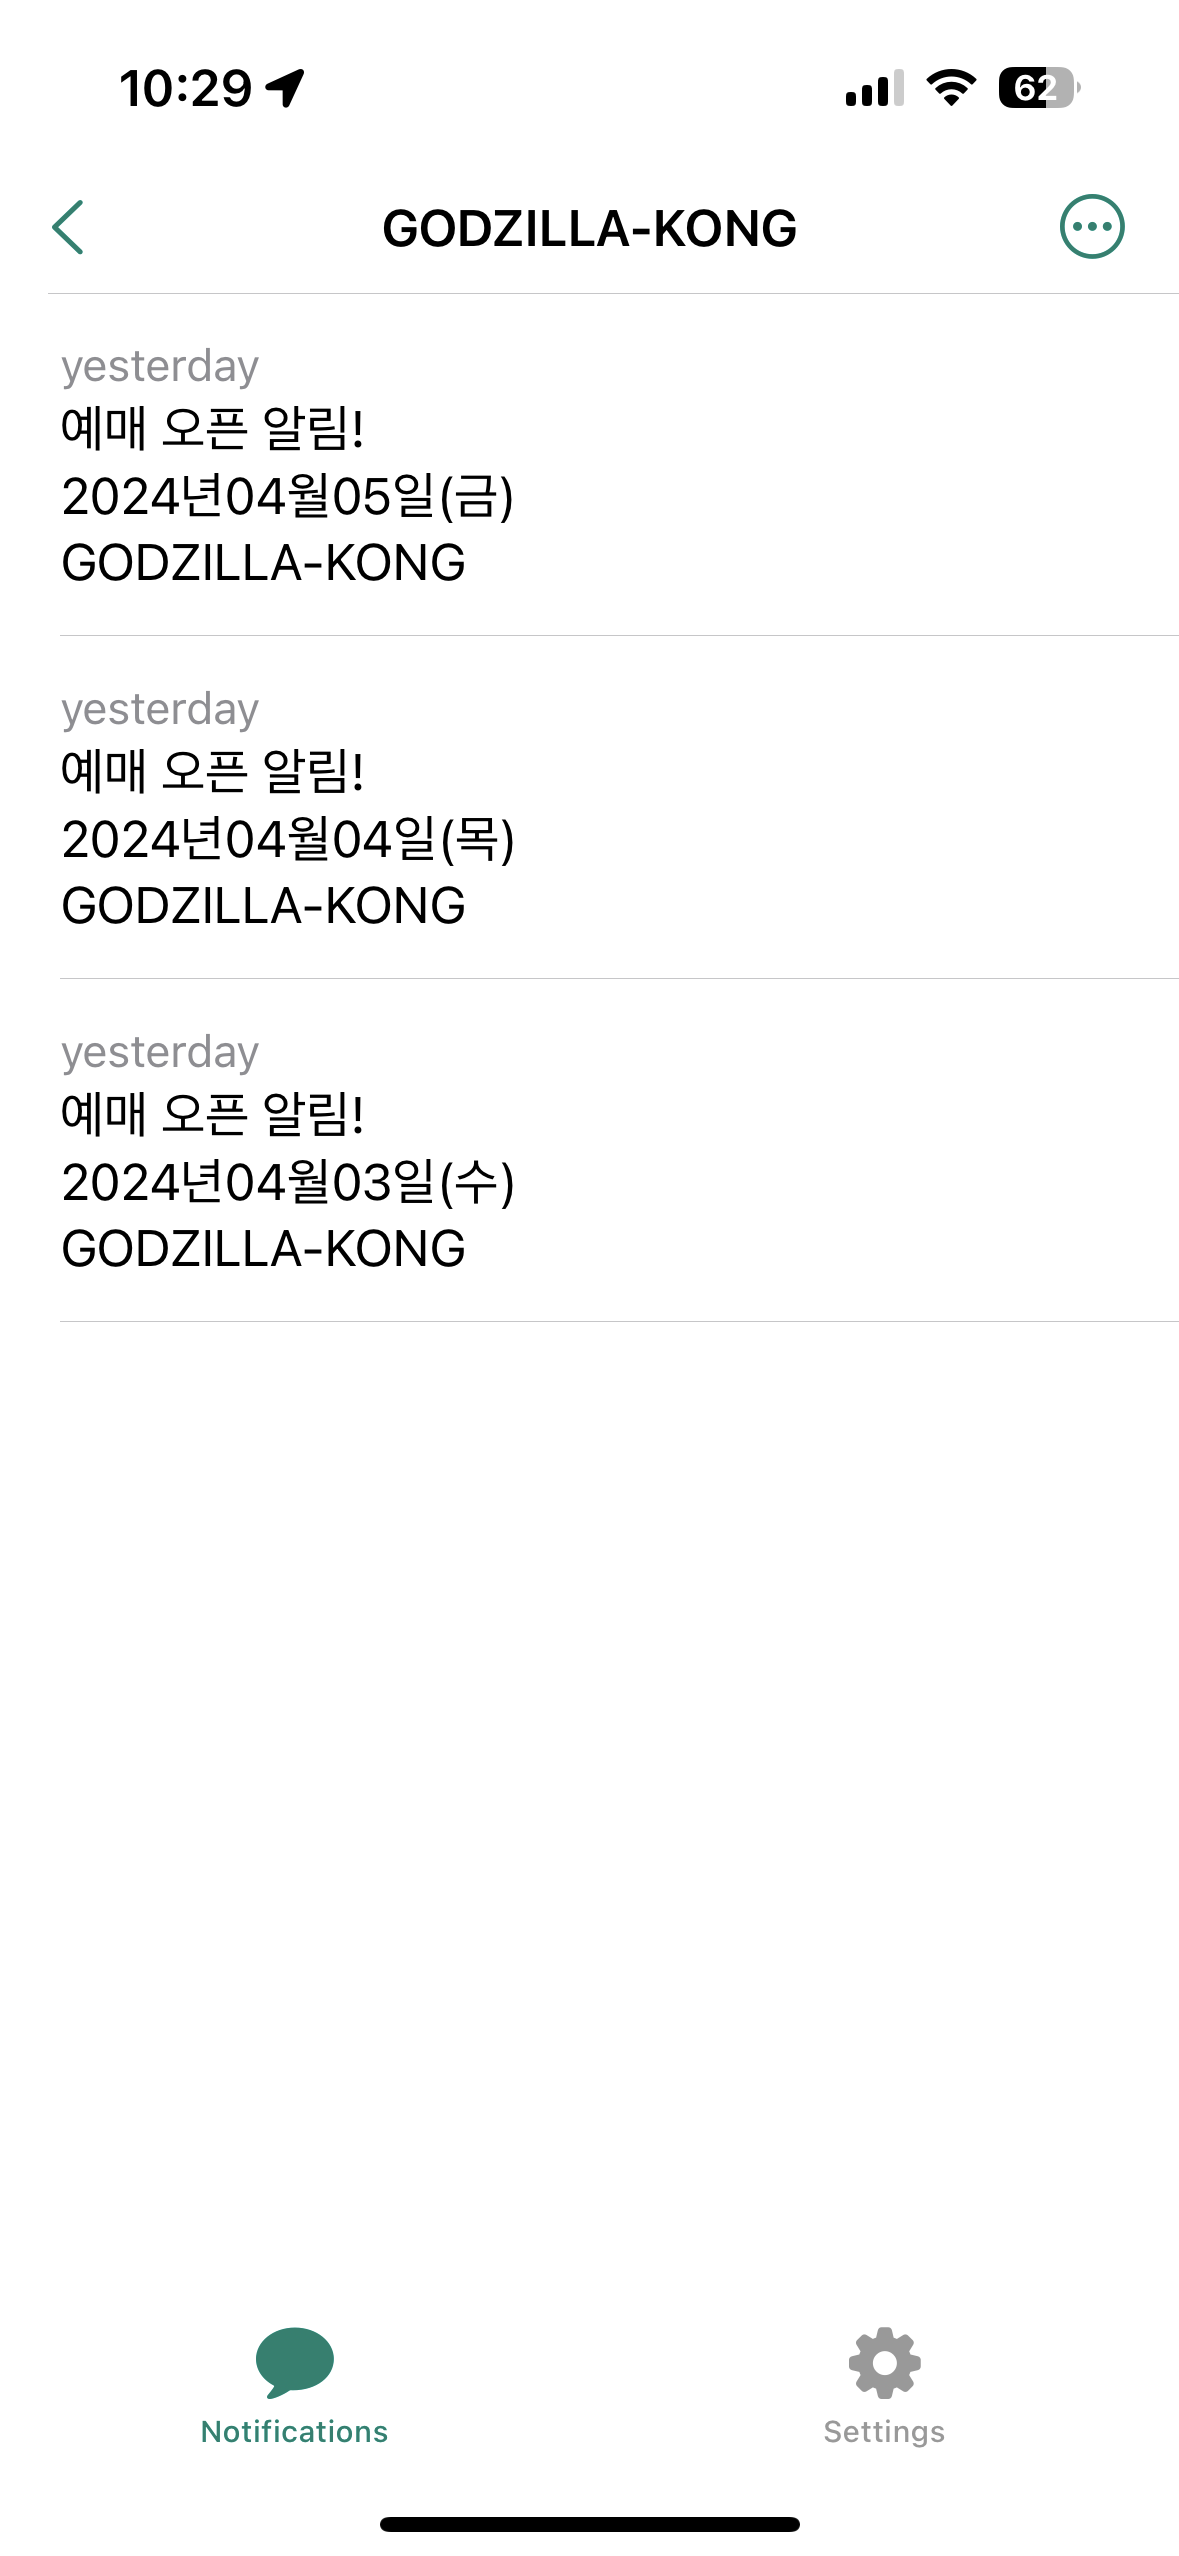 10:29
62
GODZILLA-KONG
yesterday
예매 오픈 알림!
2024년04월05일(금)
GODZILLA-KONG
yesterday
예매 오픈 알림!
2024년04월04일(목)
GODZILLA-KONG
yesterday
예매 오픈 알림!
2024년04월03일(수)
GODZILLA-KONG
Notifications
Settings